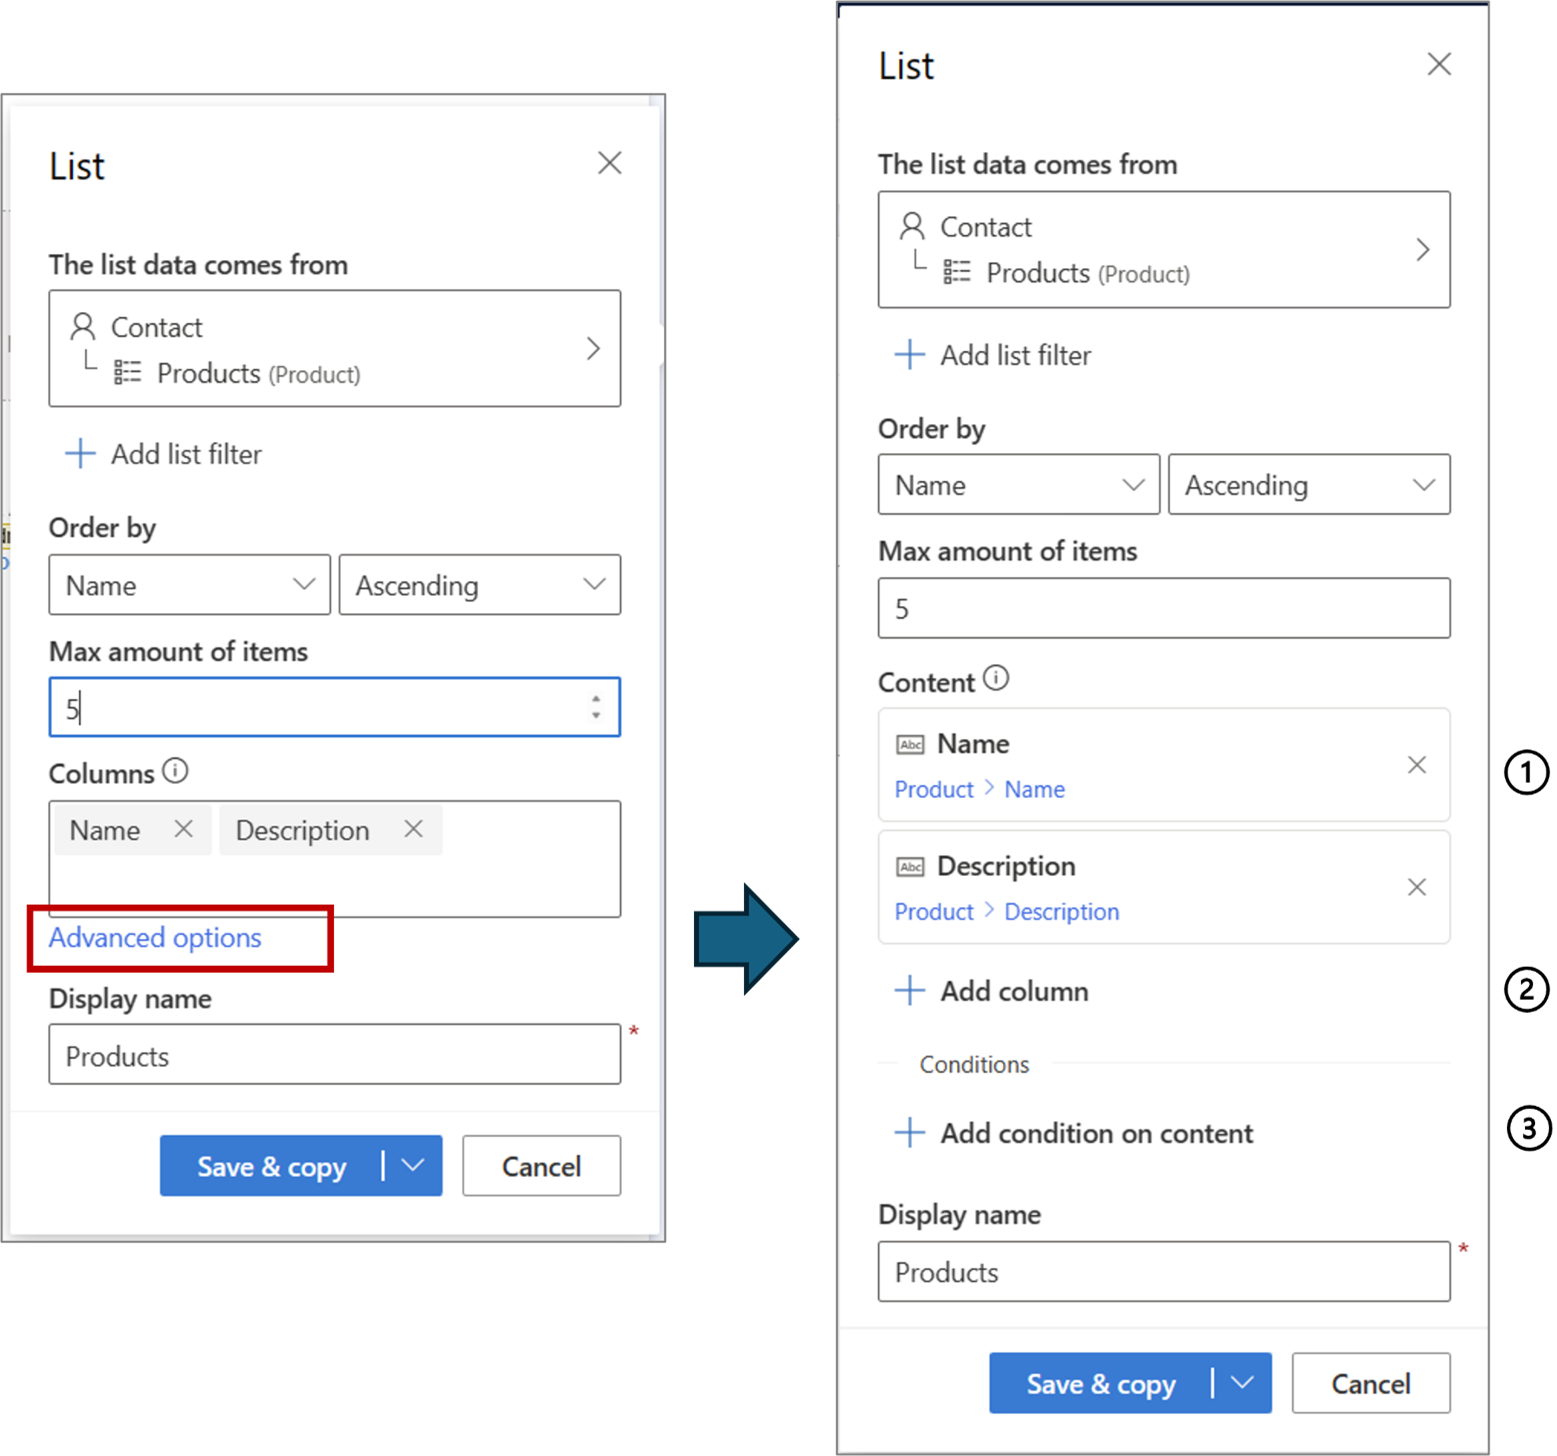 List
The list data comes from
Contact
Products (Product)
Add list filter
Order by
Name
Ascending
Max amount of items
5
Columns
Name
Description
Advanced options
Display name
Products
*
Save & copy
Cancel
List
The list data comes from
Contact
Products (Product)
Add list filter
Order by
Name
Ascending
Max amount of items
5
Content
Abc Name
Product > Name
1
Abc Description
Product > Description
Add column
2
Conditions
Add condition on content
3
Display name
Products
*
Save & copy
Cancel